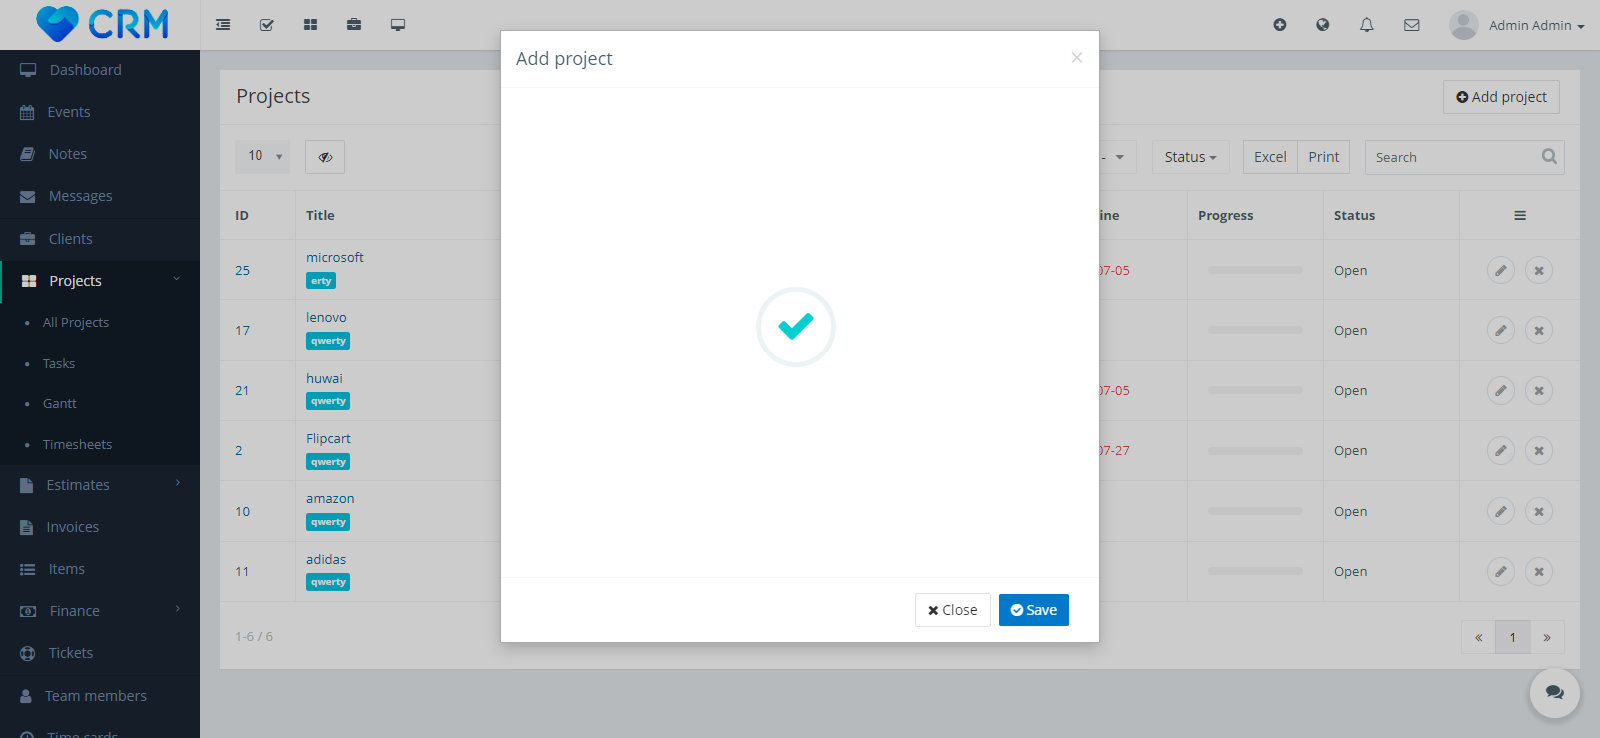 CRM
Admin Admin
Dashboard
Events
Notes
Messages
Clients
Projects
All Projects
Tasks
Gantt
Timesheets
Estimates
Invoices
Items
Finance
Tickets
Team members
Time cards
Projects
Add project
10
- 
Status
Excel
Print
Search
ID
Title
ine
Progress
Status
25
microsoft
erty
07-05
Open
17
lenovo
qwerty
Open
21
huwai
qwerty
07-05
Open
2
Flipcart
qwerty
07-27
Open
10
amazon
qwerty
Open
11
adidas
qwerty
Open
1-6 / 6
«
1
»
Add project
×
Close
Save